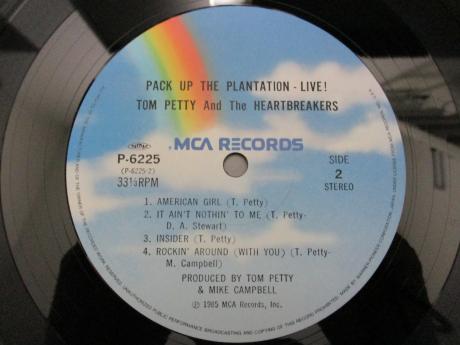 PACK UP THE PLANTATION - LIVE!
TOM PETTY And The HEARTBREAKERS
MCA RECORDS
P-6225
(P-6225-2)
33⅓RPM
SIDE
2
STEREO
1. AMERICAN GIRL (T. Petty)
2. IT AIN'T NOTHIN' TO ME (T. Petty-
D. A. Stewart)
3. INSIDER (T. Petty)
4. ROCKIN' AROUND (WITH YOU) (T. Petty-
M. Campbell)
PRODUCED BY TOM PETTY
& MIKE CAMPBELL
℗ 1985 MCA Records, Inc.